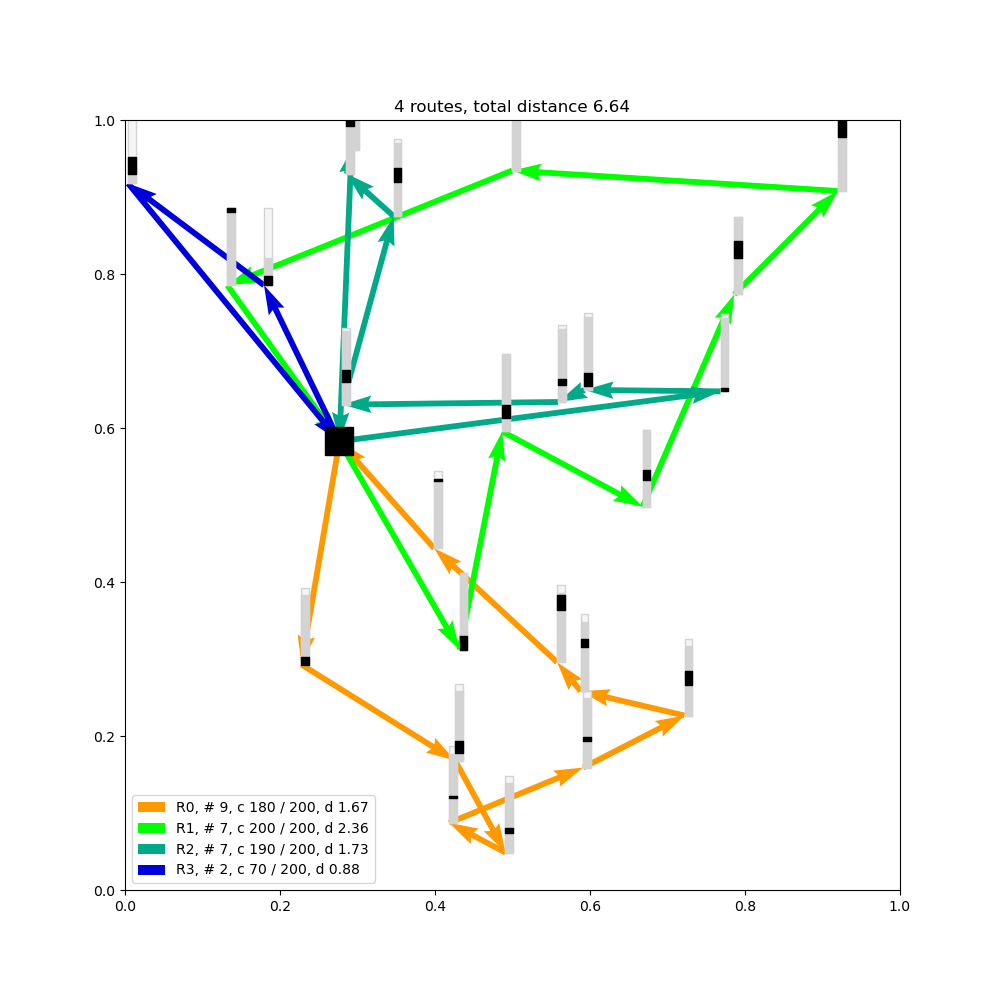 4 routes, total distance 6.64
1.0
0.8
0.6
0.4
0.2
0.0
R0, # 9, c 180 / 200, d 1.67
R1, # 7, c 200 / 200, d 2.36
R2, # 7, c 190 / 200, d 1.73
R3, # 2, c 70 / 200, d 0.88
0.0 0.2 0.4 0.6 0.8 1.0